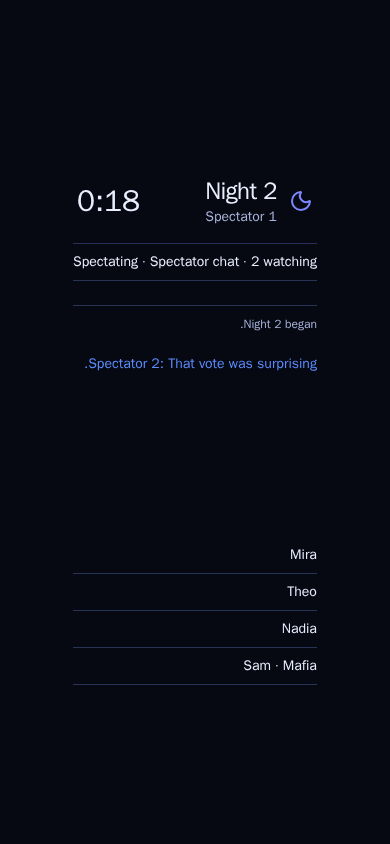 Night 2
Spectator 1
0:18
Spectating · Spectator chat · 2 watching
Night 2 began.
Spectator 2: That vote was surprising.
Mira
Theo
Nadia
Sam · Mafia